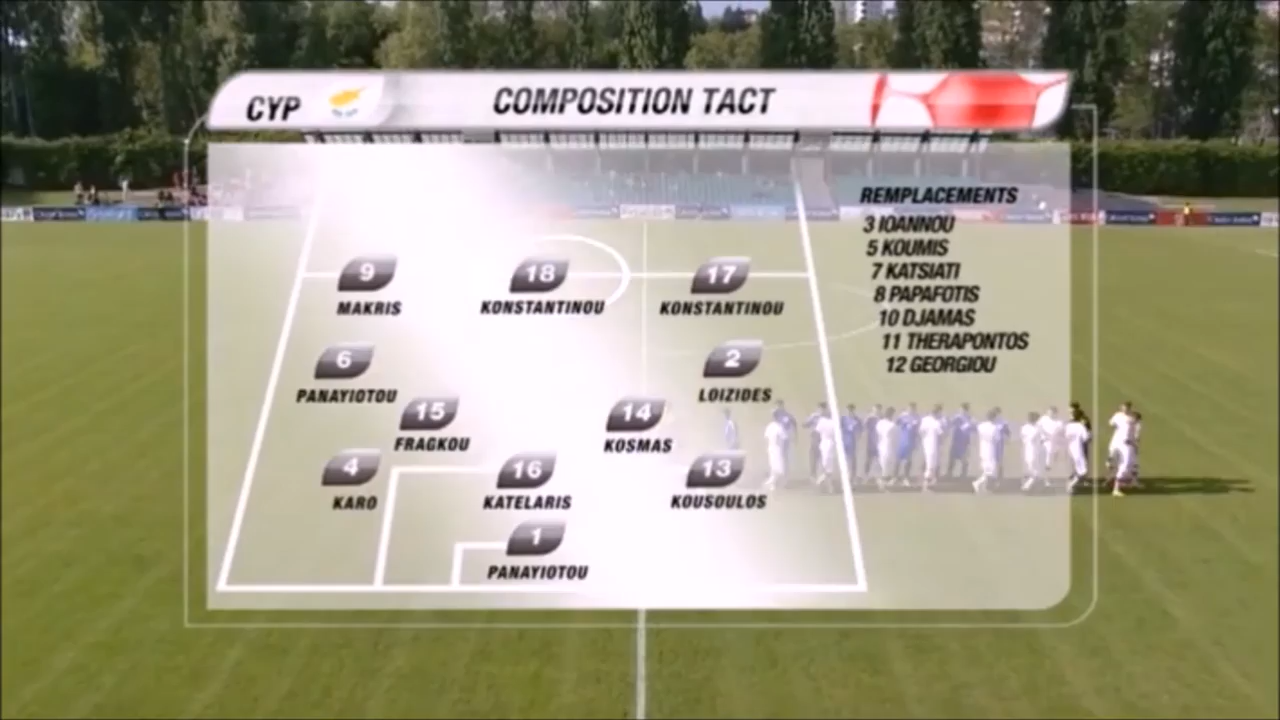 CYP
COMPOSITION TACT
REMPLACEMENTS
3 IOANNOU
5 KOUMIS
7 KATSIATI
8 PAPAFOTIS
10 DJAMAS
11 THERAPONTOS
12 GEORGIOU
9
18
17
MAKRIS
KONSTANTINOU
KONSTANTINOU
6
2
PANAYIOTOU
LOIZIDES
15
14
FRAGKOU
KOSMAS
4
16
13
KARO
KATELARIS
KOUSOULOS
1
PANAYIOTOU